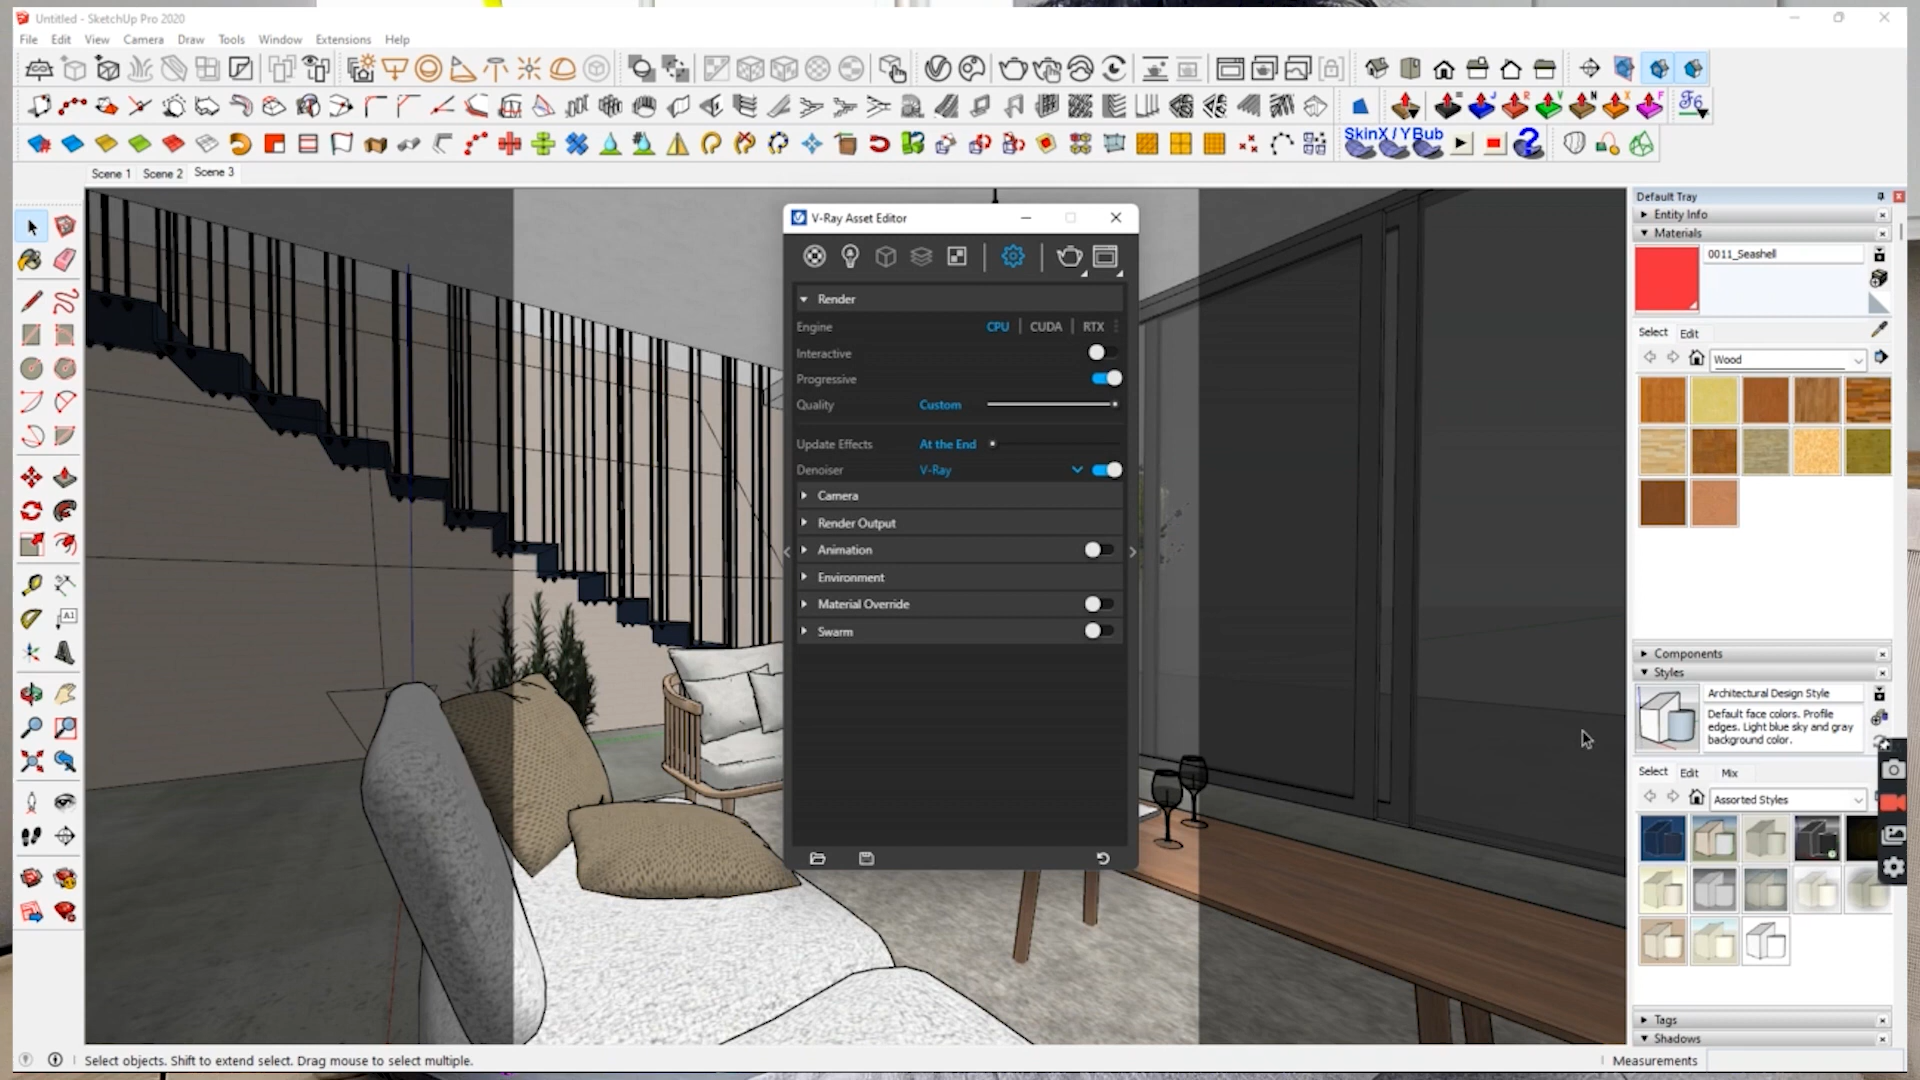 Untitled - SketchUp Pro 2020
File Edit View Camera Draw Tools Window Extensions Help
= J R V N X F F6
SkinX / YBub
Scene 1 Scene 2 Scene 3
V-Ray Asset Editor
Render
Engine CPU CUDA RTX
Interactive
Progressive
Quality Custom
Update Effects At the End
Denoiser V-Ray
Camera
Render Output
Animation
Environment
Material Override
Swarm
Default Tray
Entity Info
Materials
0011_Seashell
Select Edit
Wood
Components
Styles
Architectural Design Style
Default face colors. Profile
edges. Light blue sky and gray
background color.
Select Edit Mix
Assorted Styles
Tags
Shadows
A1
Select objects. Shift to extend select. Drag mouse to select multiple.
Measurements